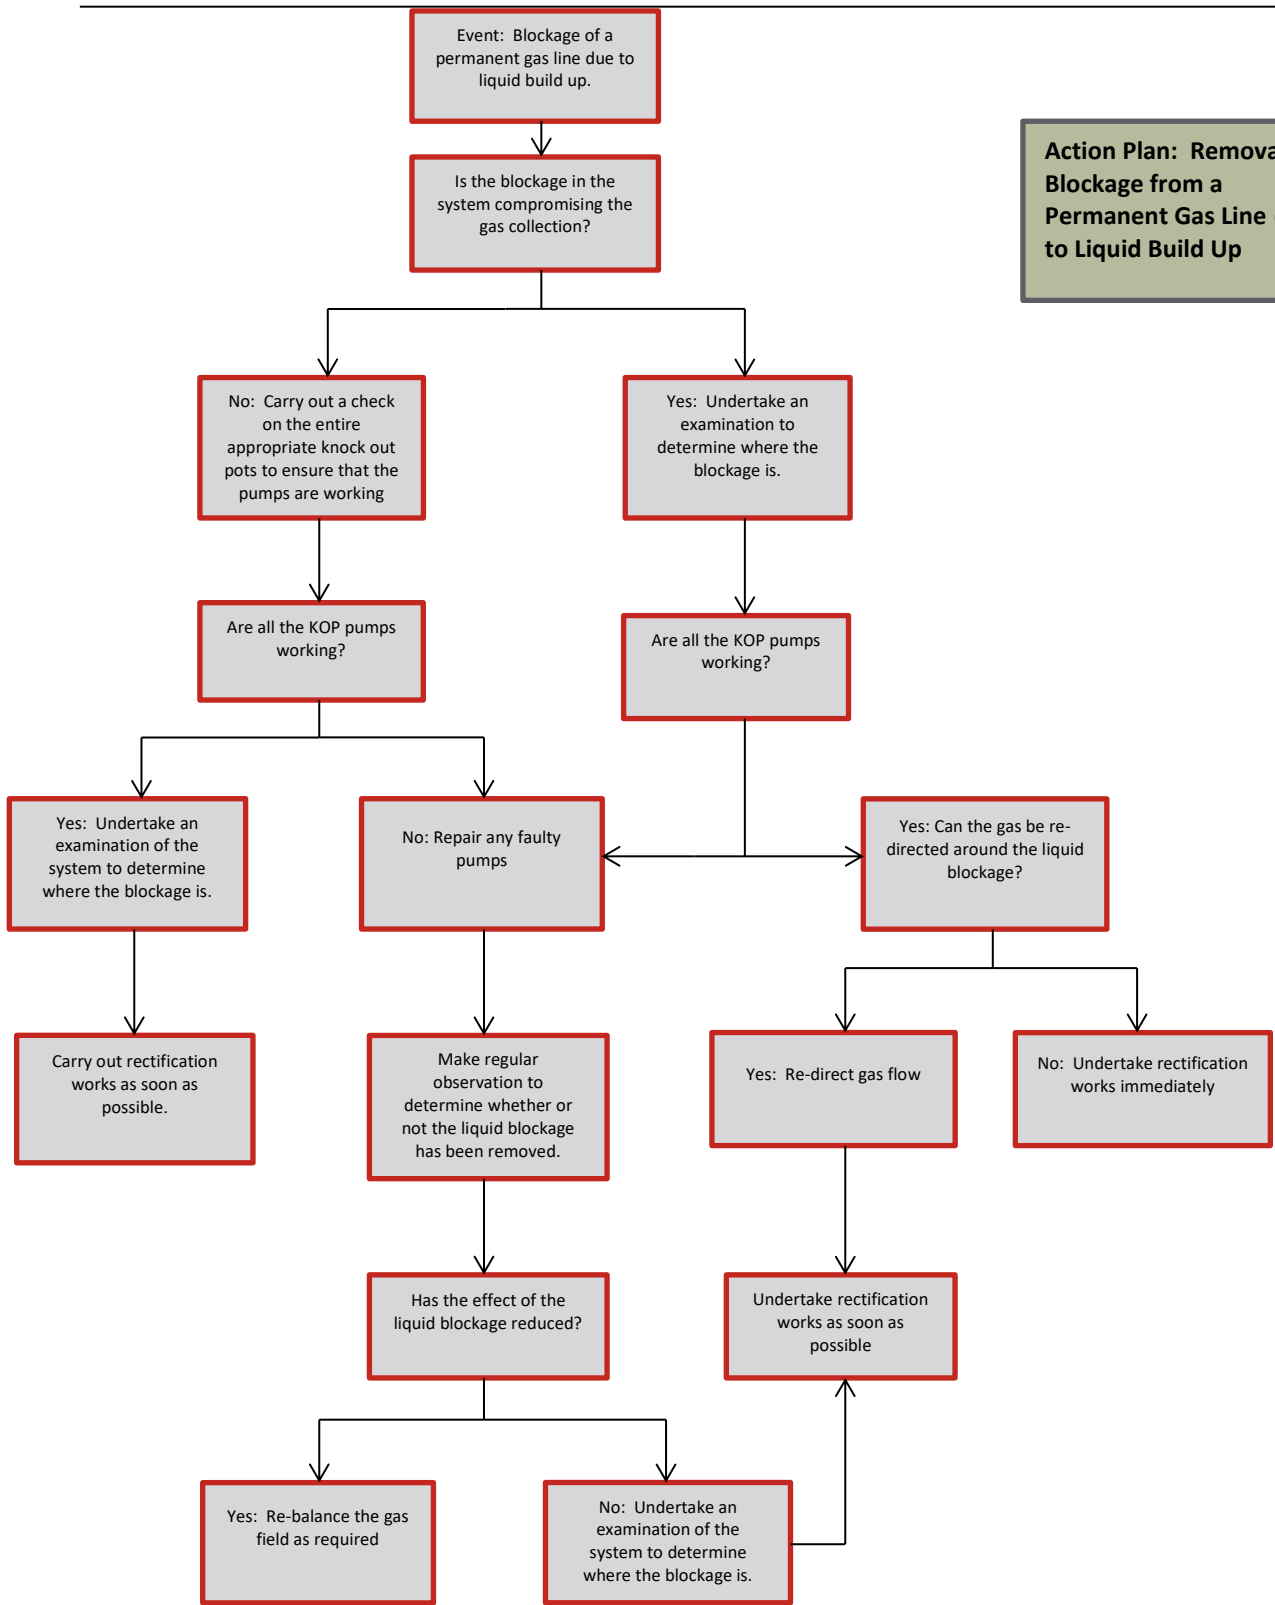 Event:  Blockage of a
permanent gas line due to
liquid build up.
Action Plan:  Remova
Blockage from a
Permanent Gas Line
to Liquid Build Up
Is the blockage in the
system compromising the
gas collection?
No:  Carry out a check
on the entire
appropriate knock out
pots to ensure that the
pumps are working
Yes:  Undertake an
examination to
determine where the
blockage is.
Are all the KOP pumps
working?
Are all the KOP pumps
working?
Yes:  Undertake an
examination of the
system to determine
where the blockage is.
No: Repair any faulty
pumps
Yes: Can the gas be re-
directed around the liquid
blockage?
Carry out rectification
works as soon as
possible.
Make regular
observation to
determine whether or
not the liquid blockage
has been removed.
Yes:  Re-direct gas flow
No:  Undertake rectification
works immediately
Has the effect of the
liquid blockage reduced?
Undertake rectification
works as soon as
possible
Yes:  Re-balance the gas
field as required
No:  Undertake an
examination of the
system to determine
where the blockage is.